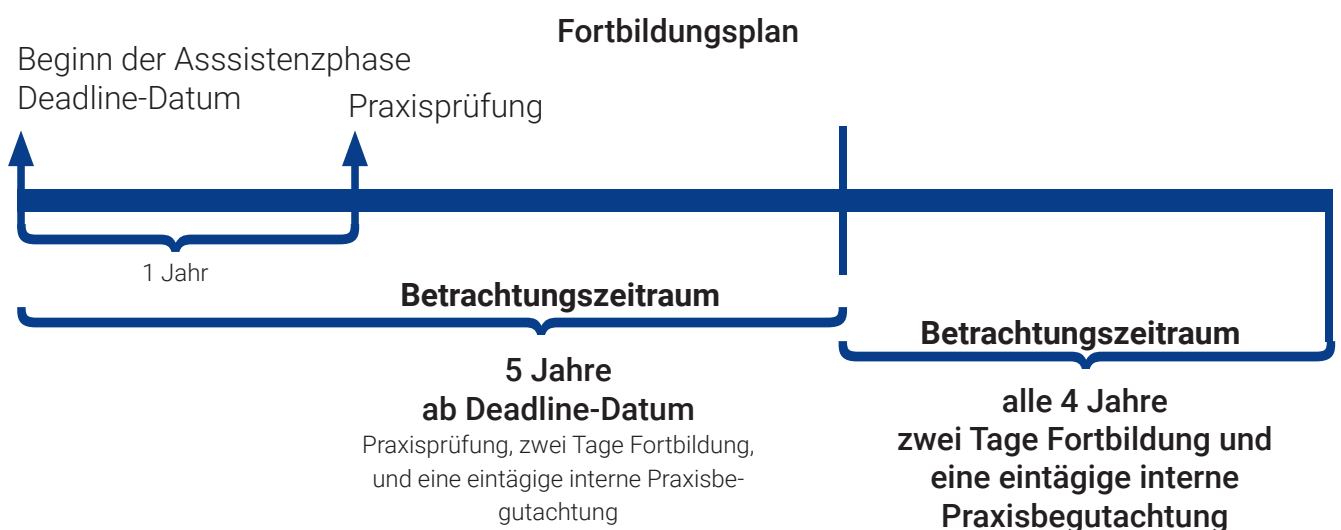 Fortbildungsplan
Beginn der Asssistenzphase
Deadline-Datum
Praxisprüfung
1 Jahr
Betrachtungszeitraum
5 Jahre
ab Deadline-Datum
Praxisprüfung, zwei Tage Fortbildung,
und eine eintägige interne Praxisbe-
gutachtung
Betrachtungszeitraum
alle 4 Jahre
zwei Tage Fortbildung und
eine eintägige interne
Praxisbegutachtung